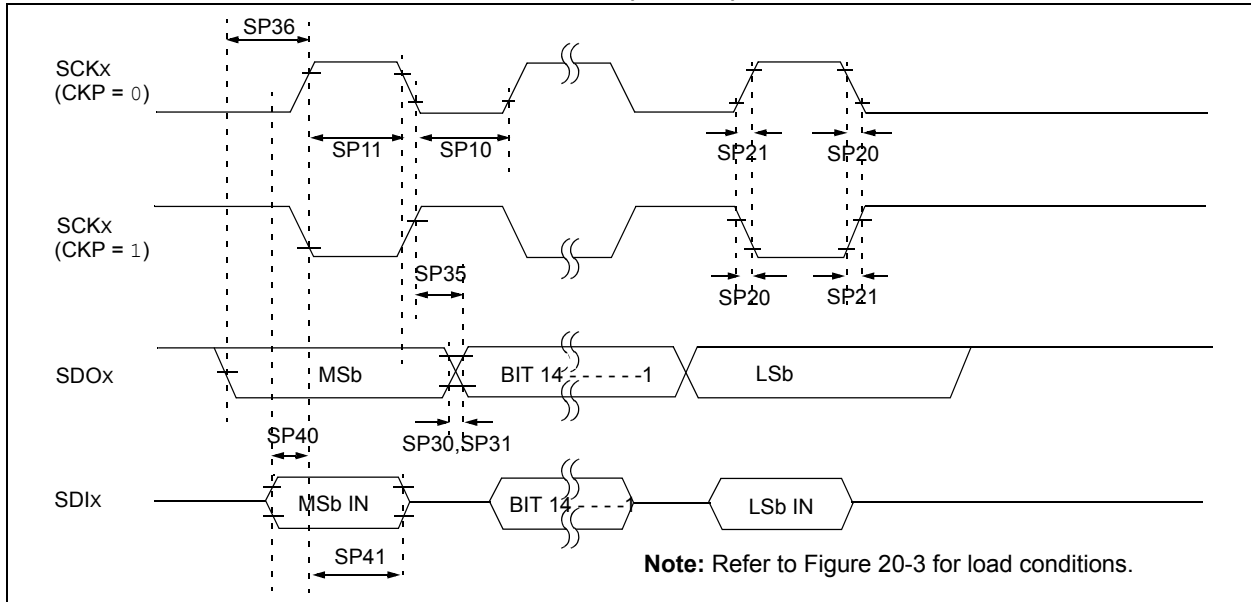 SP36
SCKx
(CKP = 0)
SP11
SP10
SP21
SP20
SCKx
(CKP = 1)
SP35
SP20
SP21
SDOx
MSb
BIT 14 - - - - - -1
LSb
SP40
SP30,SP31
SDIx
MSb IN
BIT 14 - - - - -1
LSb IN
SP41
Note: Refer to Figure 20-3 for load conditions.